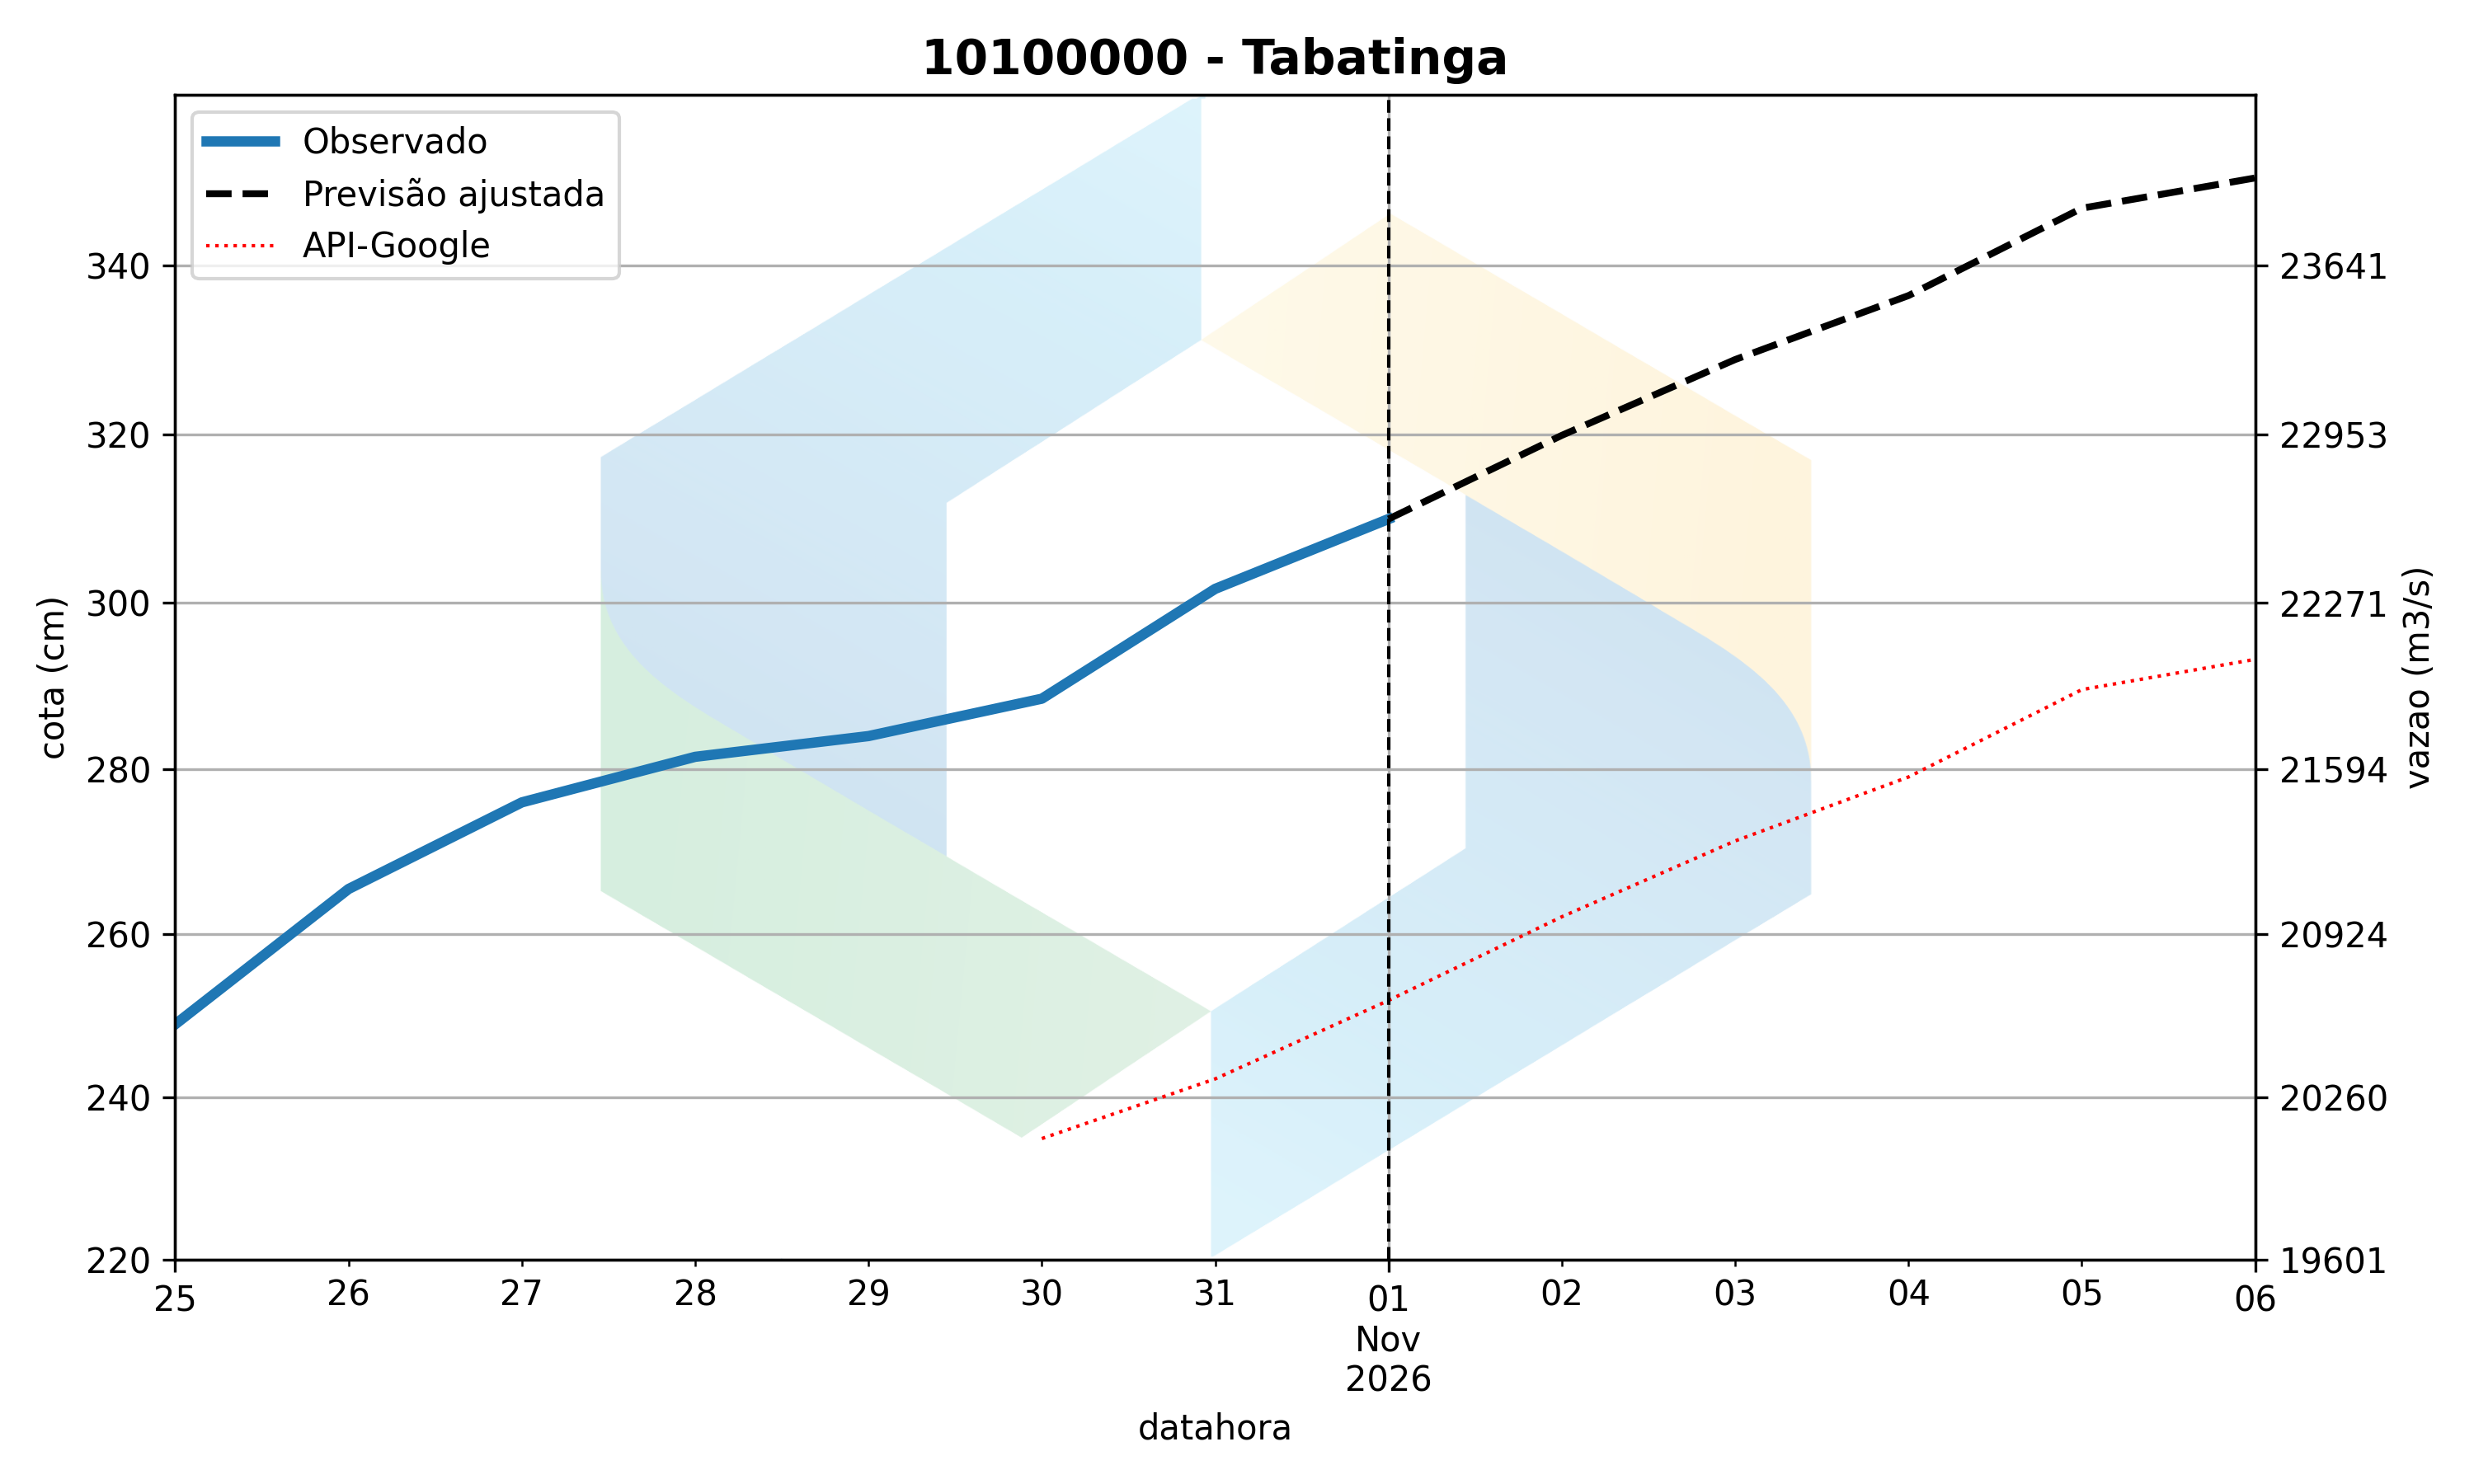 10100000 - Tabatinga
Observado
Previsão ajustada
API-Google
cota (cm)
340
320
300
280
260
240
220
23641
22953
22271
21594
20924
20260
19601
vazao (m3/s)
25 26 27 28 29 30 31 01 02 03 04 05 06
Nov
2026
datahora